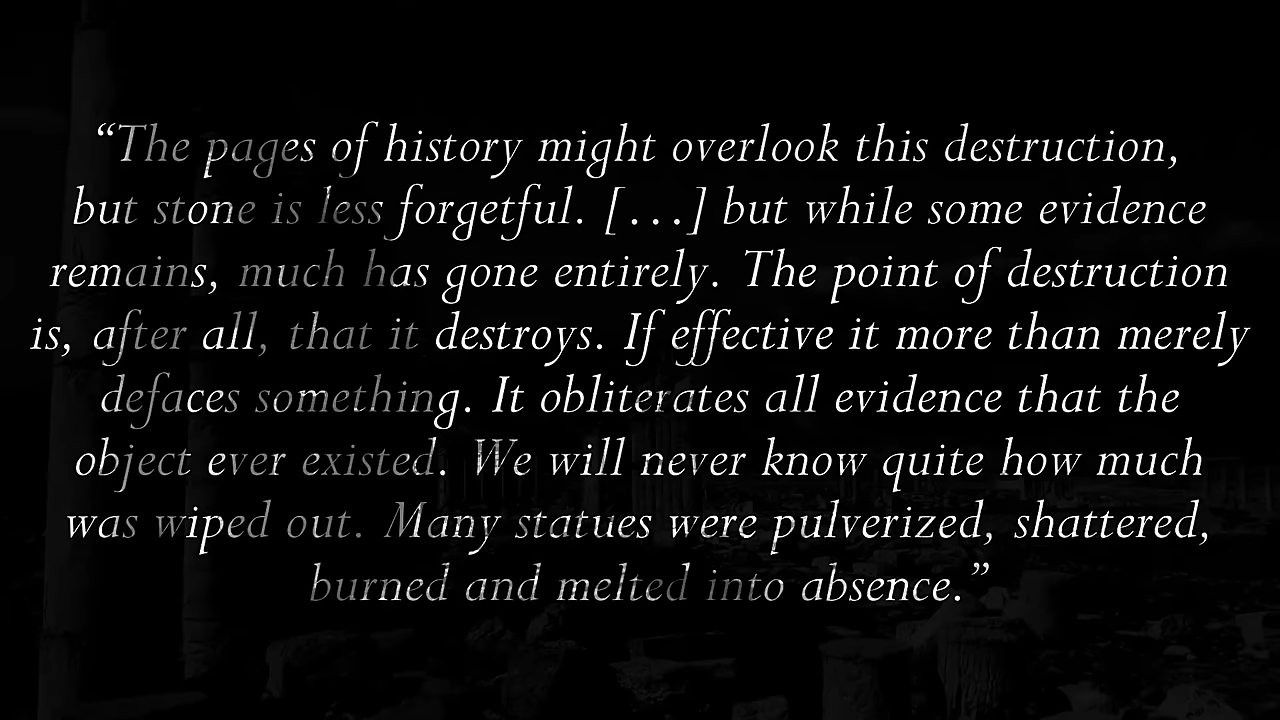 “The pages of history might overlook this destruction,
but stone is less forgetful. [...] but while some evidence
remains, much has gone entirely. The point of destruction
is, after all, that it destroys. If effective it more than merely
defaces something. It obliterates all evidence that the
object ever existed. We will never know quite how much
was wiped out. Many statues were pulverized, shattered,
burned and melted into absence.”